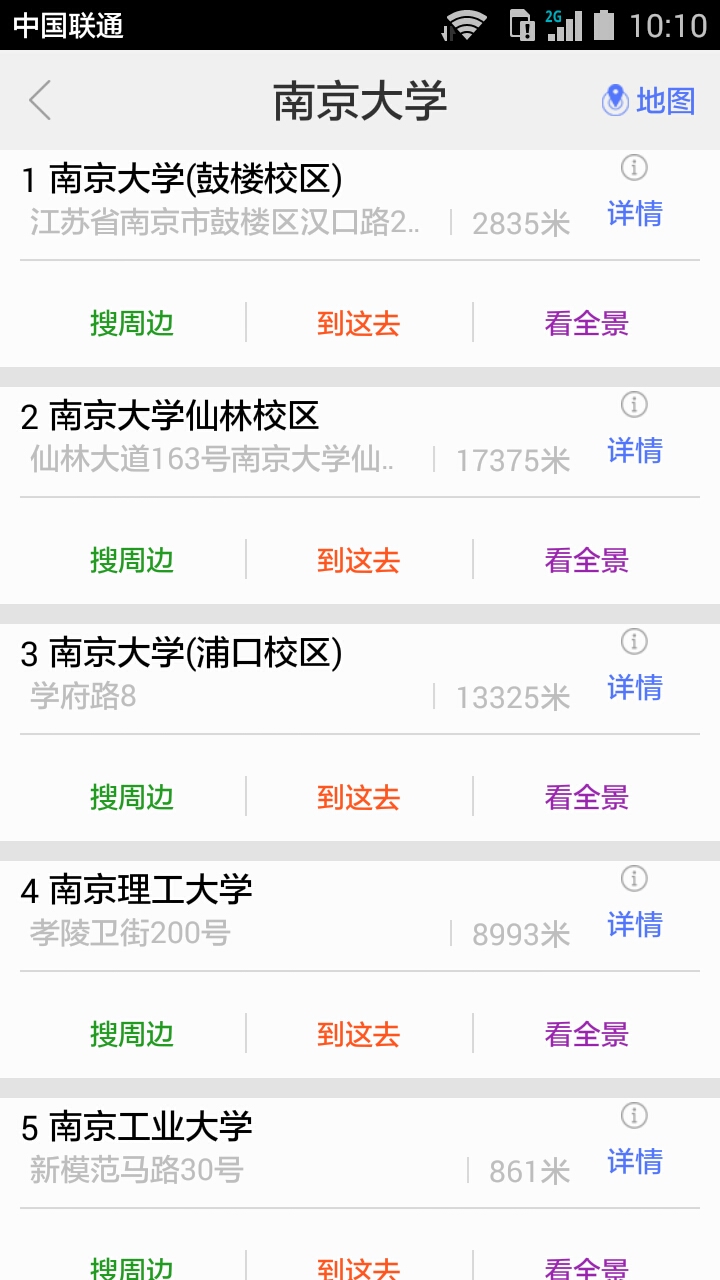 中国联通 2G 10:10
南京大学 地图
1 南京大学(鼓楼校区)
江苏省南京市鼓楼区汉口路2.. 2835米 详情
搜周边 到这去 看全景
2 南京大学仙林校区
仙林大道163号南京大学仙.. 17375米 详情
搜周边 到这去 看全景
3 南京大学(浦口校区)
学府路8 13325米 详情
搜周边 到这去 看全景
4 南京理工大学
孝陵卫街200号 8993米 详情
搜周边 到这去 看全景
5 南京工业大学
新模范马路30号 861米 详情
搜周边 到这去 看全景